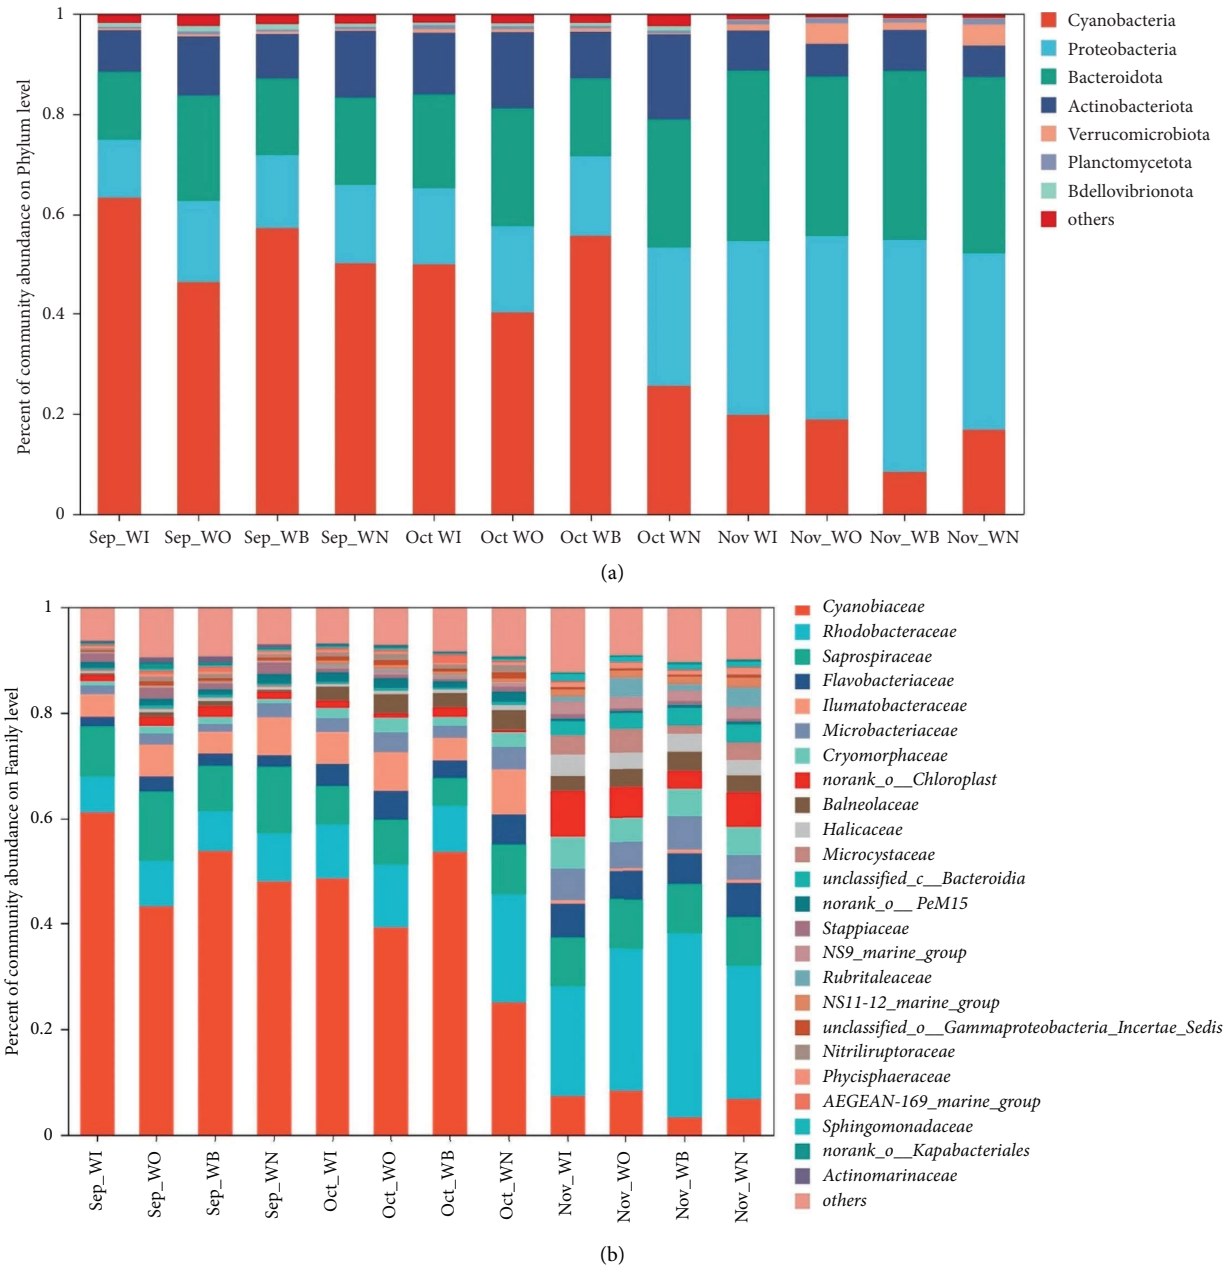 Percent of community abundance on Phylum level
1
0.8
0.6
0.4
0.2
0
Sep_WI Sep_WO Sep_WB Sep_WN Oct WI Oct WO Oct WB Oct WN Nov WI Nov_WO Nov_WB Nov_WN
Cyanobacteria
Proteobacteria
Bacteroidota
Actinobacteriota
Verrucomicrobiota
Planctomycetota
Bdellovibrionota
others
(a)
Percent of community abundance on Family level
1
0.8
0.6
0.4
0.2
0
Sep_WI Sep_WO Sep_WB Sep_WN Oct_WI Oct_WO Oct_WB Oct_WN Nov_WI Nov_WO Nov_WB Nov_WN
Cyanobiaceae
Rhodobacteraceae
Saprospiraceae
Flavobacteriaceae
Ilumatobacteraceae
Microbacteriaceae
Cryomorphaceae
norank_o__Chloroplast
Balneolaceae
Halicaceae
Microcystaceae
unclassified_c__Bacteroidia
norank_o__ PeM15
Stappiaceae
NS9_marine_group
Rubritaleaceae
NS11-12_marine_group
unclassified_o__Gammaproteobacteria_Incertae_Sedis
Nitriliruptoraceae
Phycisphaeraceae
AEGEAN-169_marine_group
Sphingomonadaceae
norank_o__Kapabacteriales
Actinomarinaceae
others
(b)